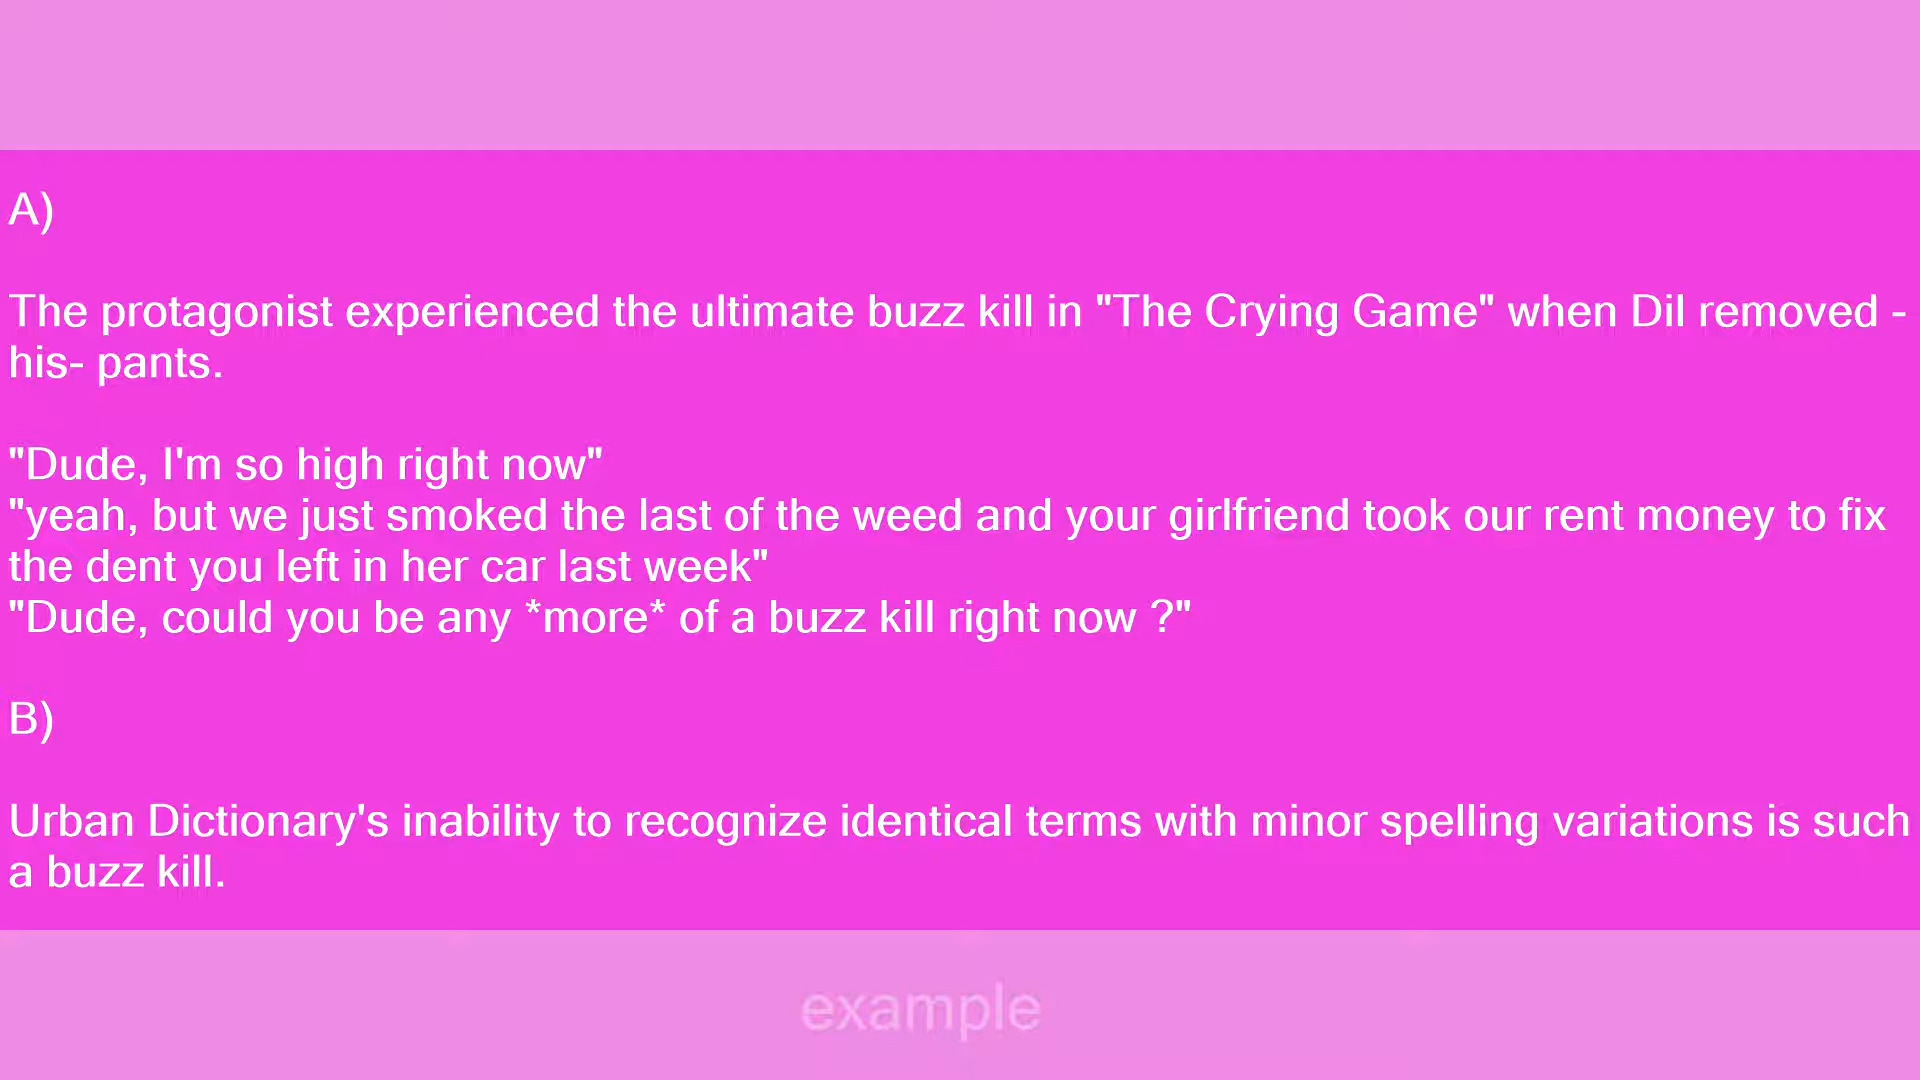 A)
The protagonist experienced the ultimate buzz kill in "The Crying Game" when Dil removed -
his- pants.
"Dude, I'm so high right now"
"yeah, but we just smoked the last of the weed and your girlfriend took our rent money to fix
the dent you left in her car last week"
"Dude, could you be any *more* of a buzz kill right now ?"
B)
Urban Dictionary's inability to recognize identical terms with minor spelling variations is such
a buzz kill.
example